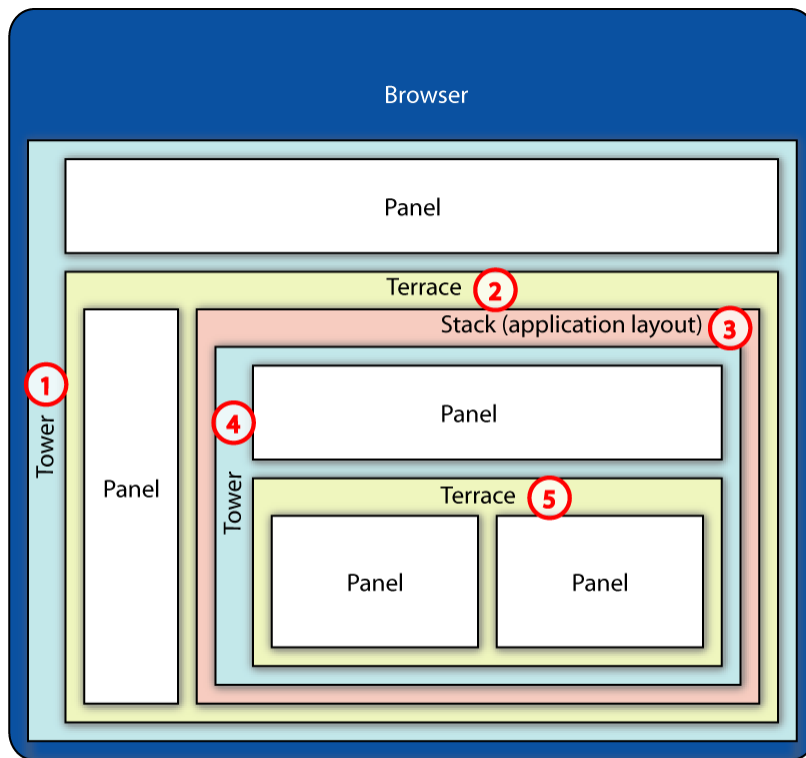 Browser
Panel
Terrace 2
Stack (application layout) 3
1
Tower
4
Panel
Tower
Panel
Terrace 5
Panel
Panel